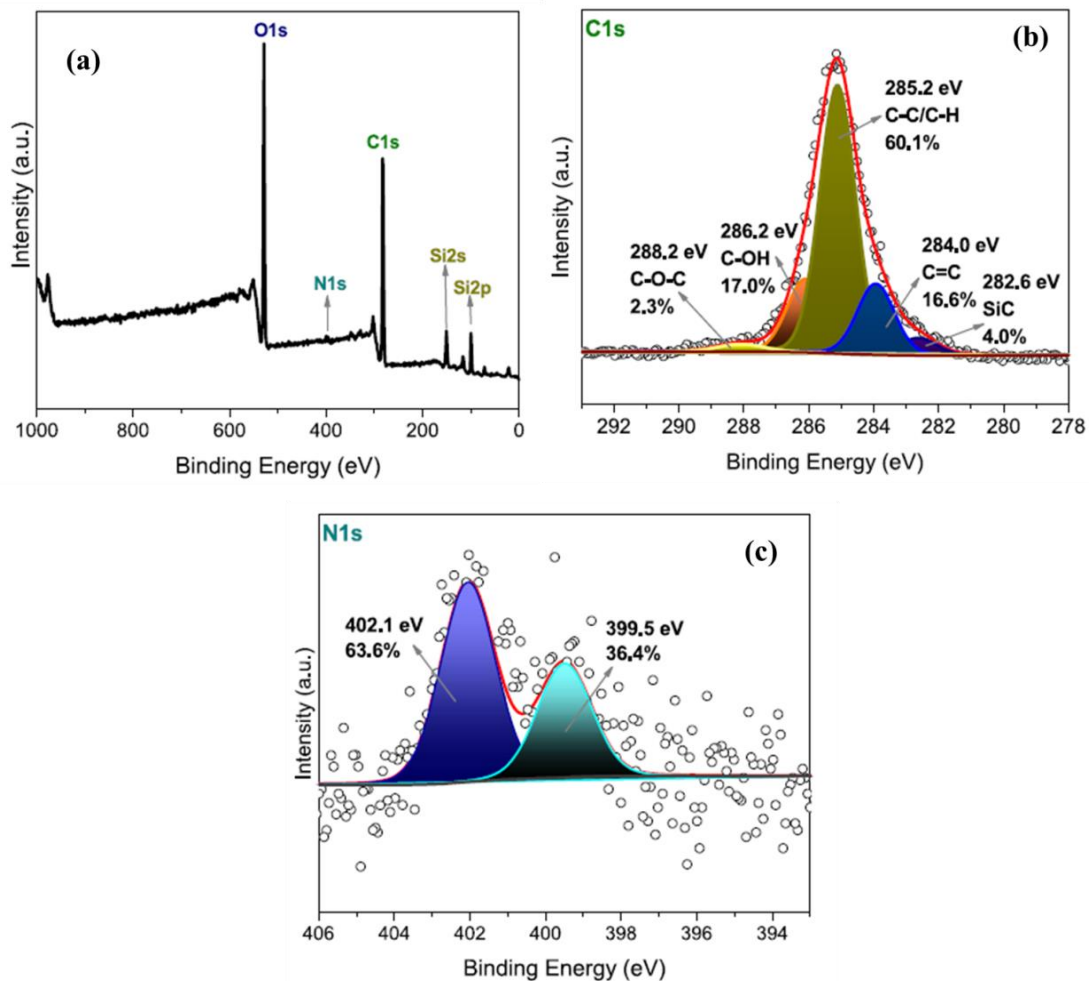 (a)
O1s
C1s
N1s
Si2s
Si2p
Intensity (a.u.)
1000 800 600 400 200 0
Binding Energy (eV)
C1s
(b)
285.2 eV
C-C/C-H
60.1%
286.2 eV
C-OH
17.0%
288.2 eV
C-O-C
2.3%
284.0 eV
C=C
16.6%
282.6 eV
SiC
4.0%
Intensity (a.u.)
292 290 288 286 284 282 280 278
Binding Energy (eV)
N1s
(c)
402.1 eV
63.6%
399.5 eV
36.4%
Intensity (a.u.)
406 404 402 400 398 396 394
Binding Energy (eV)